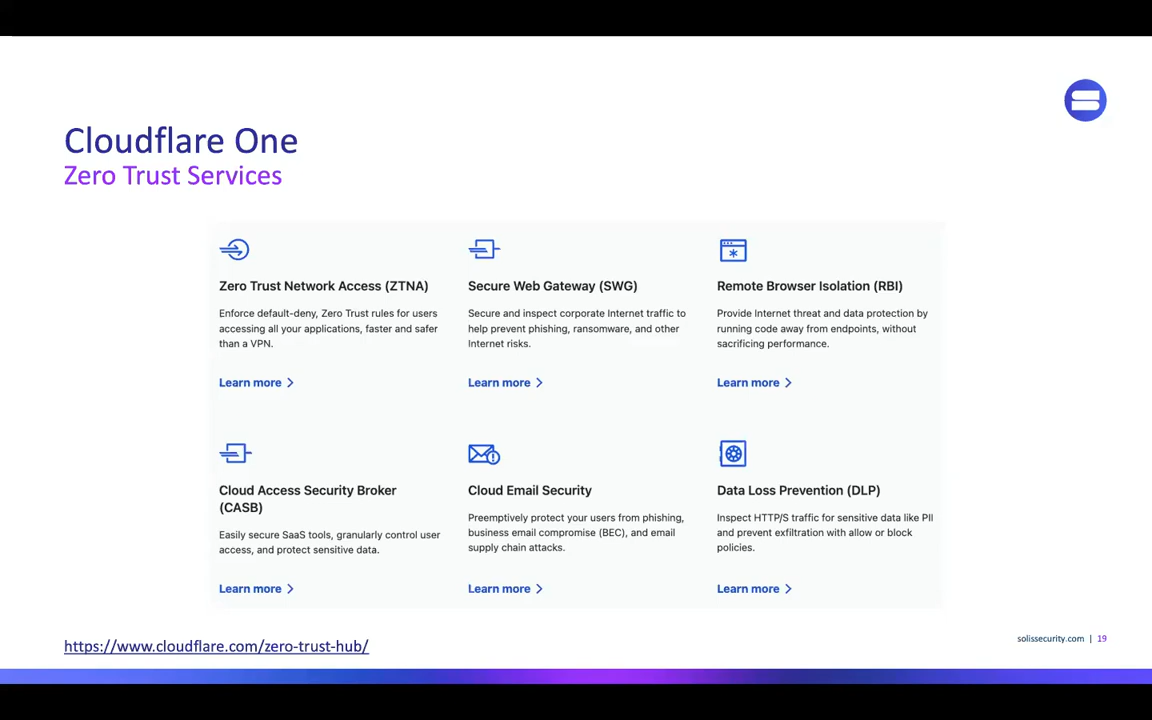 Cloudflare One
Zero Trust Services
Zero Trust Network Access (ZTNA)
Enforce default-deny, Zero Trust rules for users
accessing all your applications, faster and safer
than a VPN.
Learn more
Secure Web Gateway (SWG)
Secure and inspect corporate Internet traffic to
help prevent phishing, ransomware, and other
Internet risks.
Learn more
Remote Browser Isolation (RBI)
Provide Internet threat and data protection by
running code away from endpoints, without
sacrificing performance.
Learn more
Cloud Access Security Broker
(CASB)
Easily secure SaaS tools, granularly control user
access, and protect sensitive data.
Learn more
Cloud Email Security
Preemptively protect your users from phishing,
business email compromise (BEC), and email
supply chain attacks.
Learn more
Data Loss Prevention (DLP)
Inspect HTTP/S traffic for sensitive data like PII
and prevent exfiltration with allow or block
policies.
Learn more
https://www.cloudflare.com/zero-trust-hub/
solissecurity.com | 19